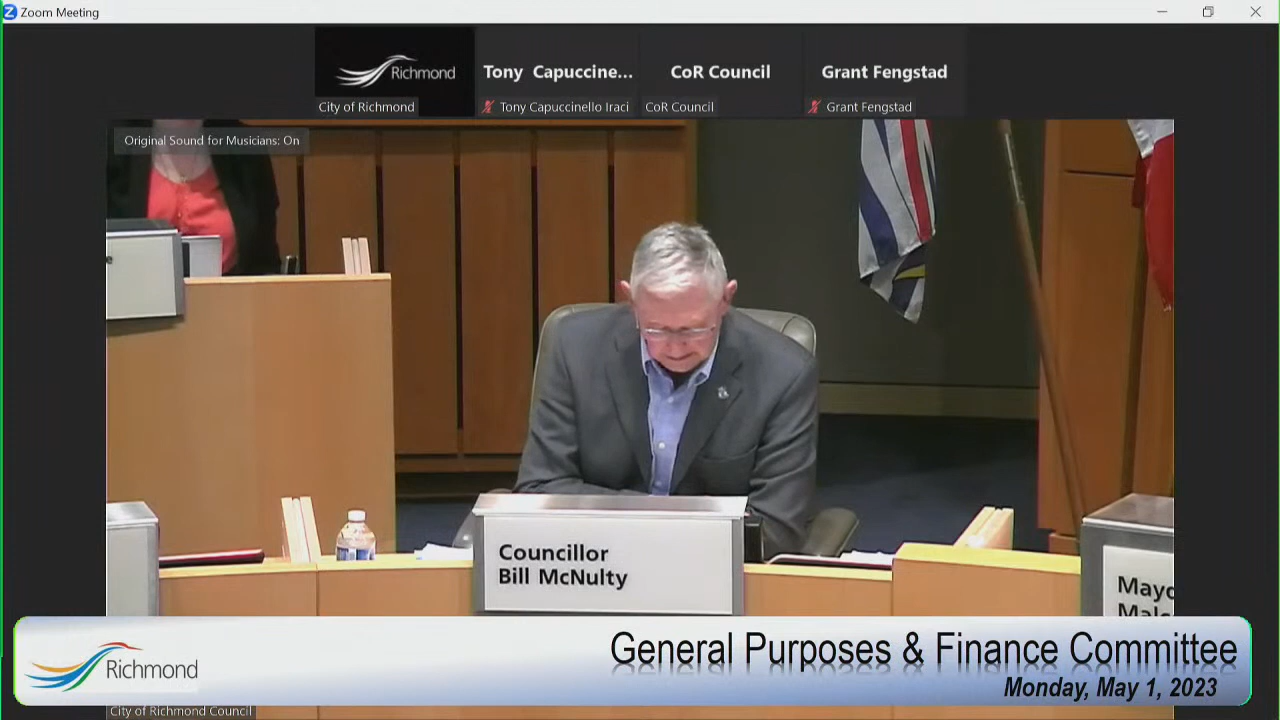 Zoom Meeting
Richmond
Tony Capuccine...
CoR Council
Grant Fengstad
City of Richmond
Tony Capuccinello Iraci
CoR Council
Grant Fengstad
Original Sound for Musicians: On
Councillor
Bill McNulty
Richmond
General Purposes & Finance Committee
Monday, May 1, 2023
City of Richmond Council